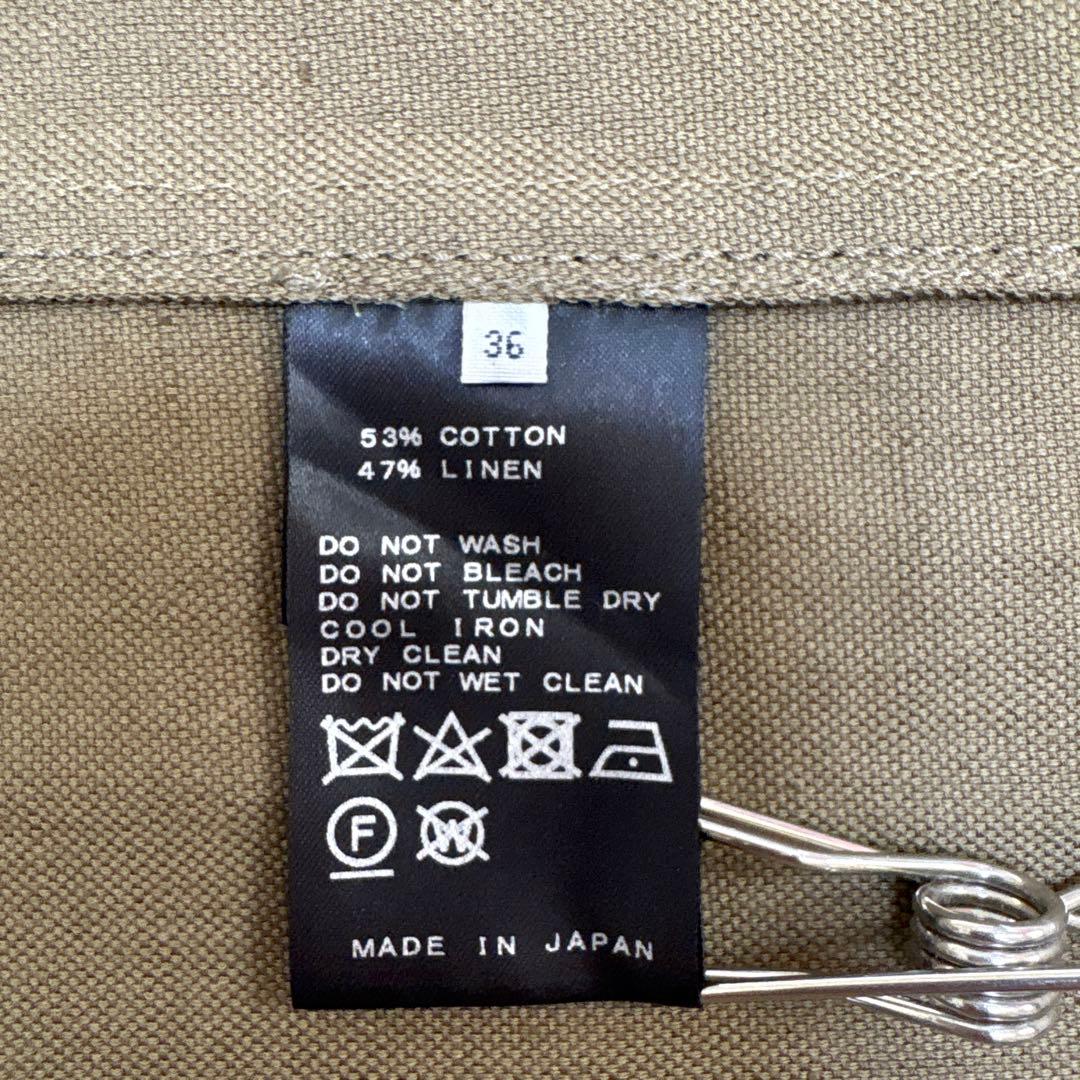 36
53% COTTON
47% LINEN
DO NOT WASH
DO NOT BLEACH
DO NOT TUMBLE DRY
COOL IRON
DRY CLEAN
DO NOT WET CLEAN
F W
MADE IN JAPAN